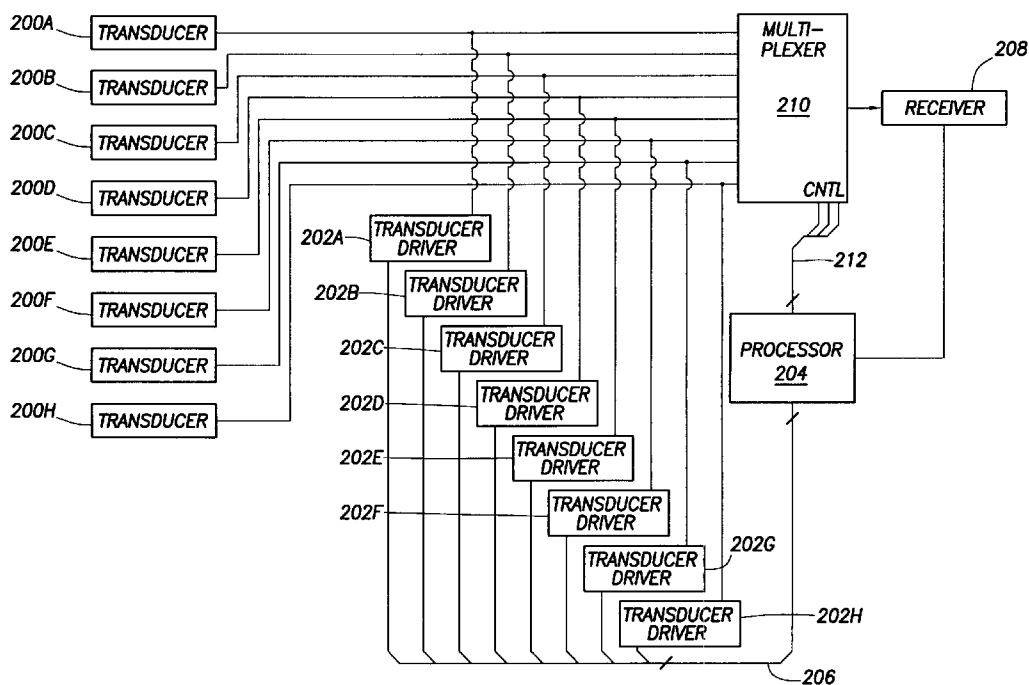 200A
TRANSDUCER
200B
TRANSDUCER
200C
TRANSDUCER
200D
TRANSDUCER
200E
TRANSDUCER
200F
TRANSDUCER
200G
TRANSDUCER
200H
TRANSDUCER
MULTI-
PLEXER
210
CNTL
208
RECEIVER
212
PROCESSOR
204
202A
TRANSDUCER
DRIVER
202B
TRANSDUCER
DRIVER
202C
TRANSDUCER
DRIVER
202D
TRANSDUCER
DRIVER
202E
TRANSDUCER
DRIVER
202F
TRANSDUCER
DRIVER
TRANSDUCER
DRIVER
202G
TRANSDUCER
DRIVER
202H
206